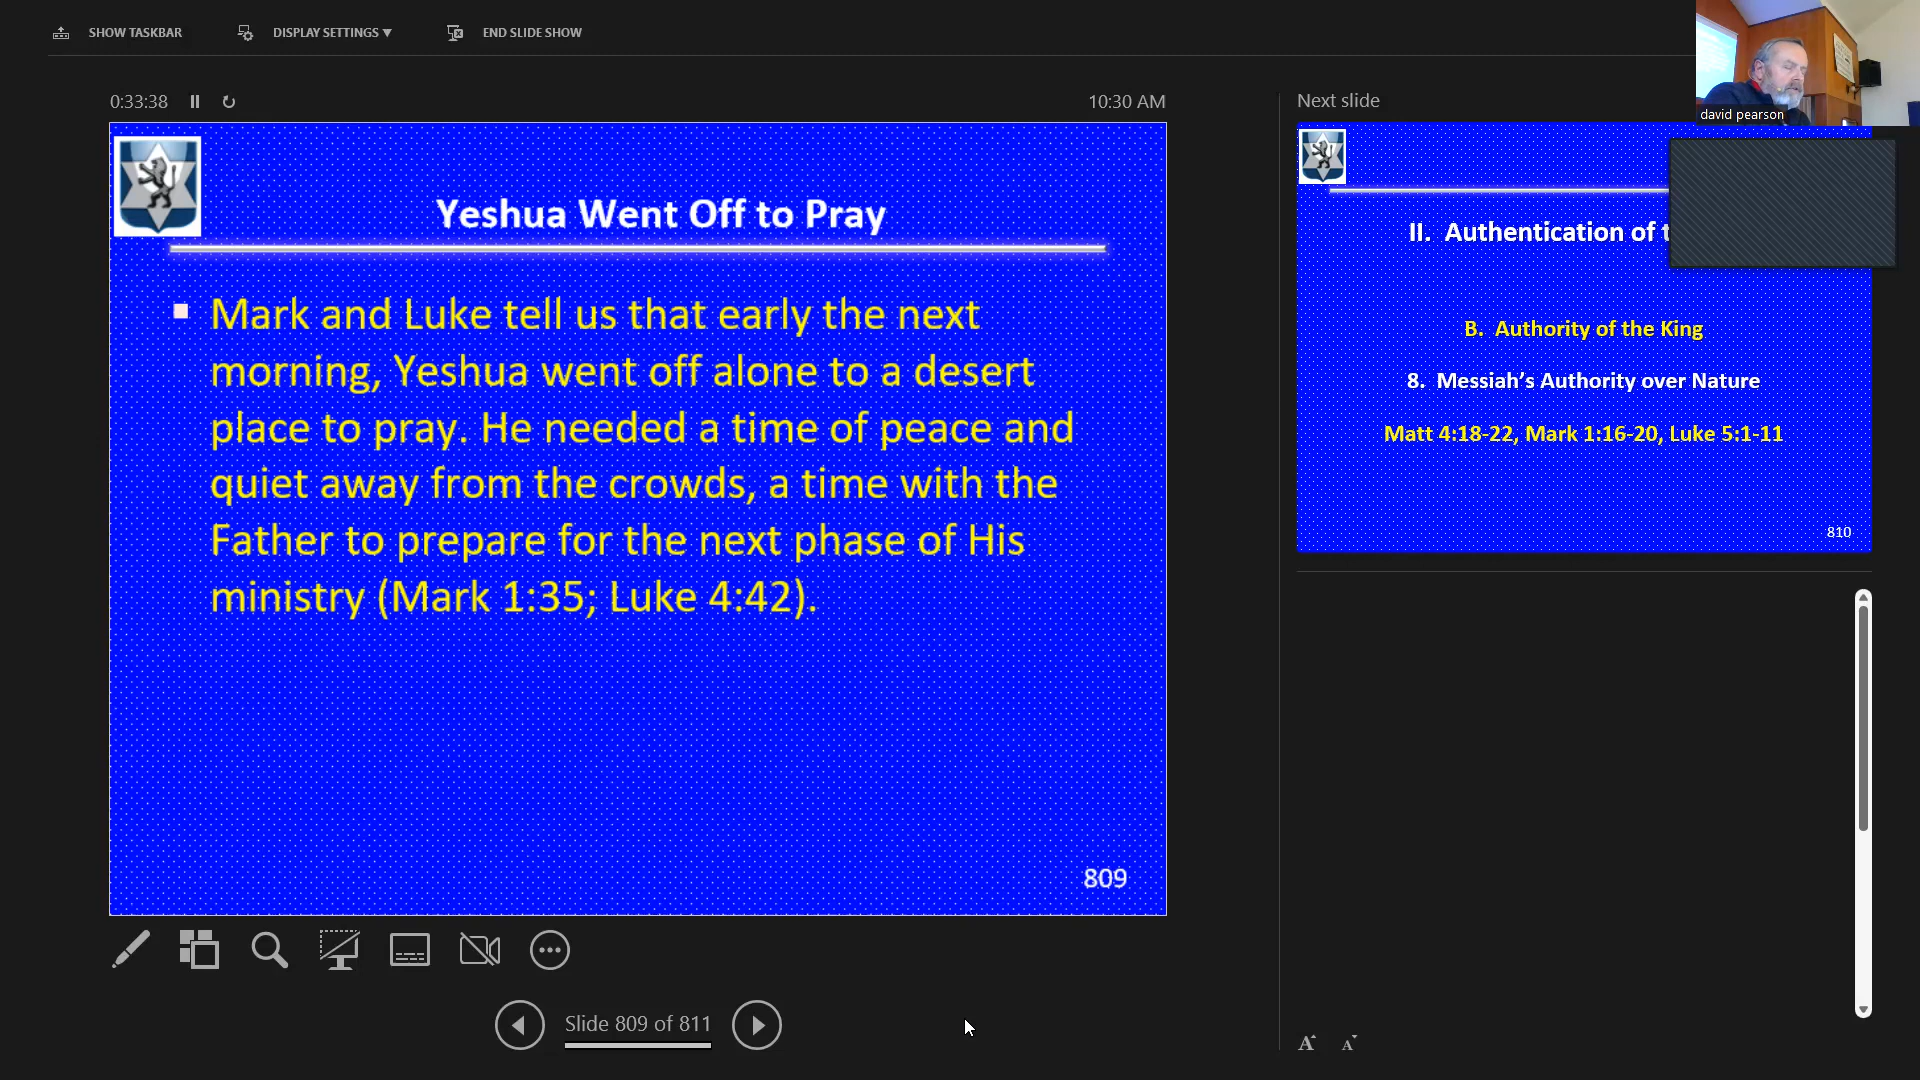 SHOW TASKBAR
DISPLAY SETTINGS ▼
END SLIDE SHOW
0:33:38
10:30 AM
Yeshua Went Off to Pray
Mark and Luke tell us that early the next
morning, Yeshua went off alone to a desert
place to pray. He needed a time of peace and
quiet away from the crowds, a time with the
Father to prepare for the next phase of His
ministry (Mark 1:35; Luke 4:42).
809
Slide 809 of 811
Next slide
david pearson
II. Authentication of
B. Authority of the King
8. Messiah's Authority over Nature
Matt 4:18-22, Mark 1:16-20, Luke 5:1-11
810
A
A